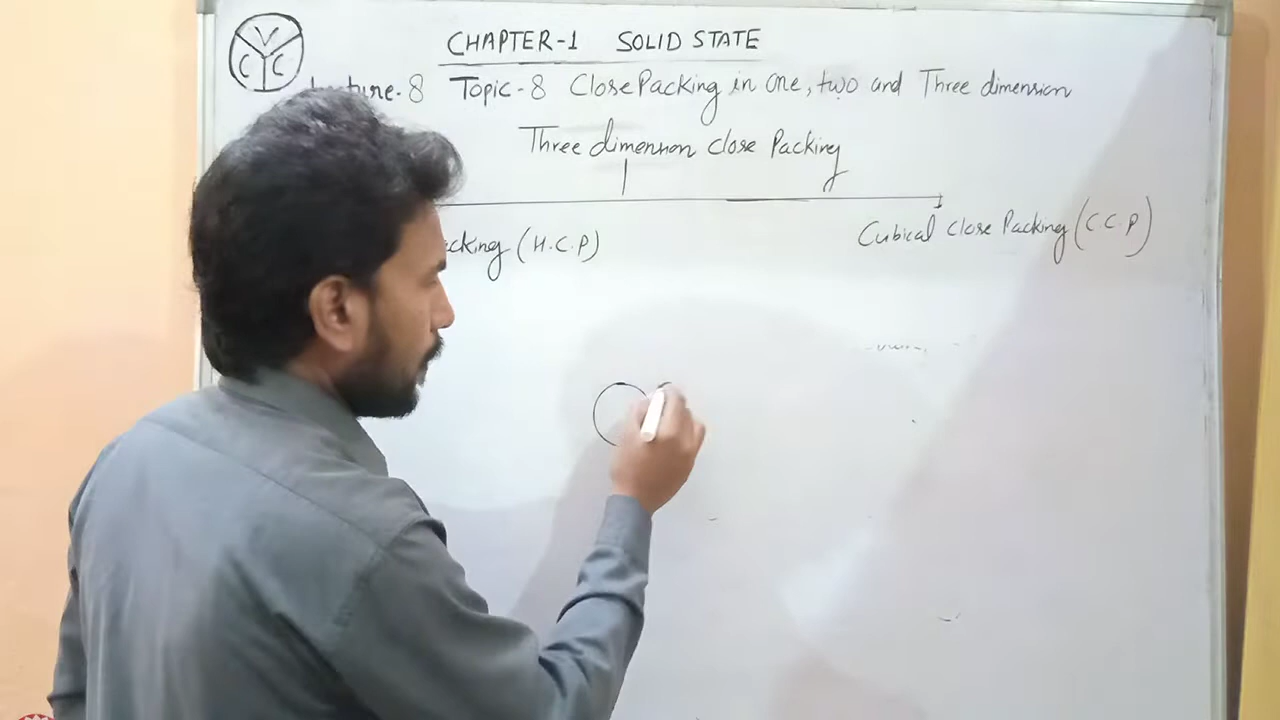 V
C C
CHAPTER-1 SOLID STATE
Lecture-8 Topic-8 Close Packing in one, two and Three dimension
Three dimension close Packing
cking (H.C.P)
Cubical close Packing (C.C.P)